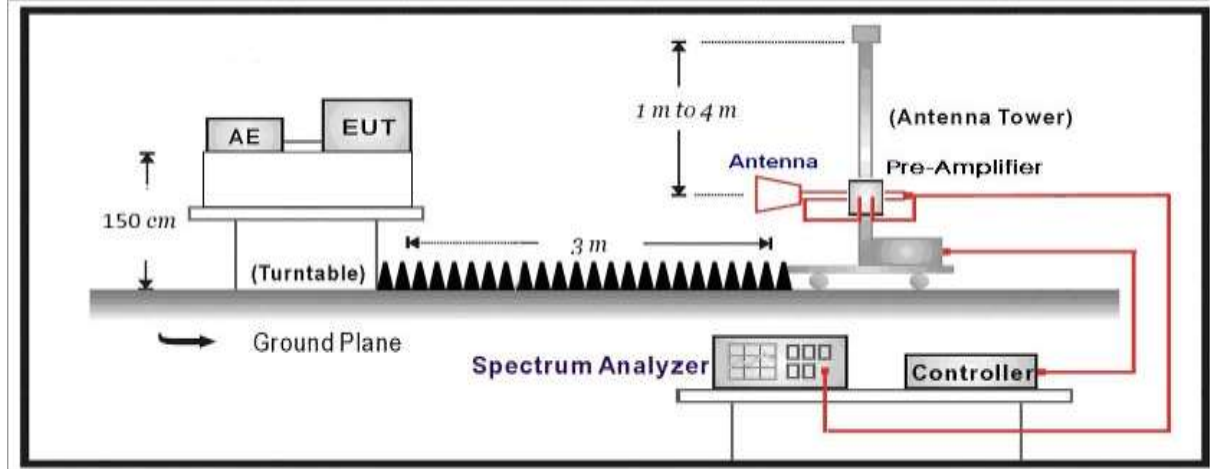 1 m to 4 m
(Antenna Tower)
AE
EUT
Antenna
Pre-Amplifier
150 cm
3 m
(Turntable)
Ground Plane
Spectrum Analyzer
Controller